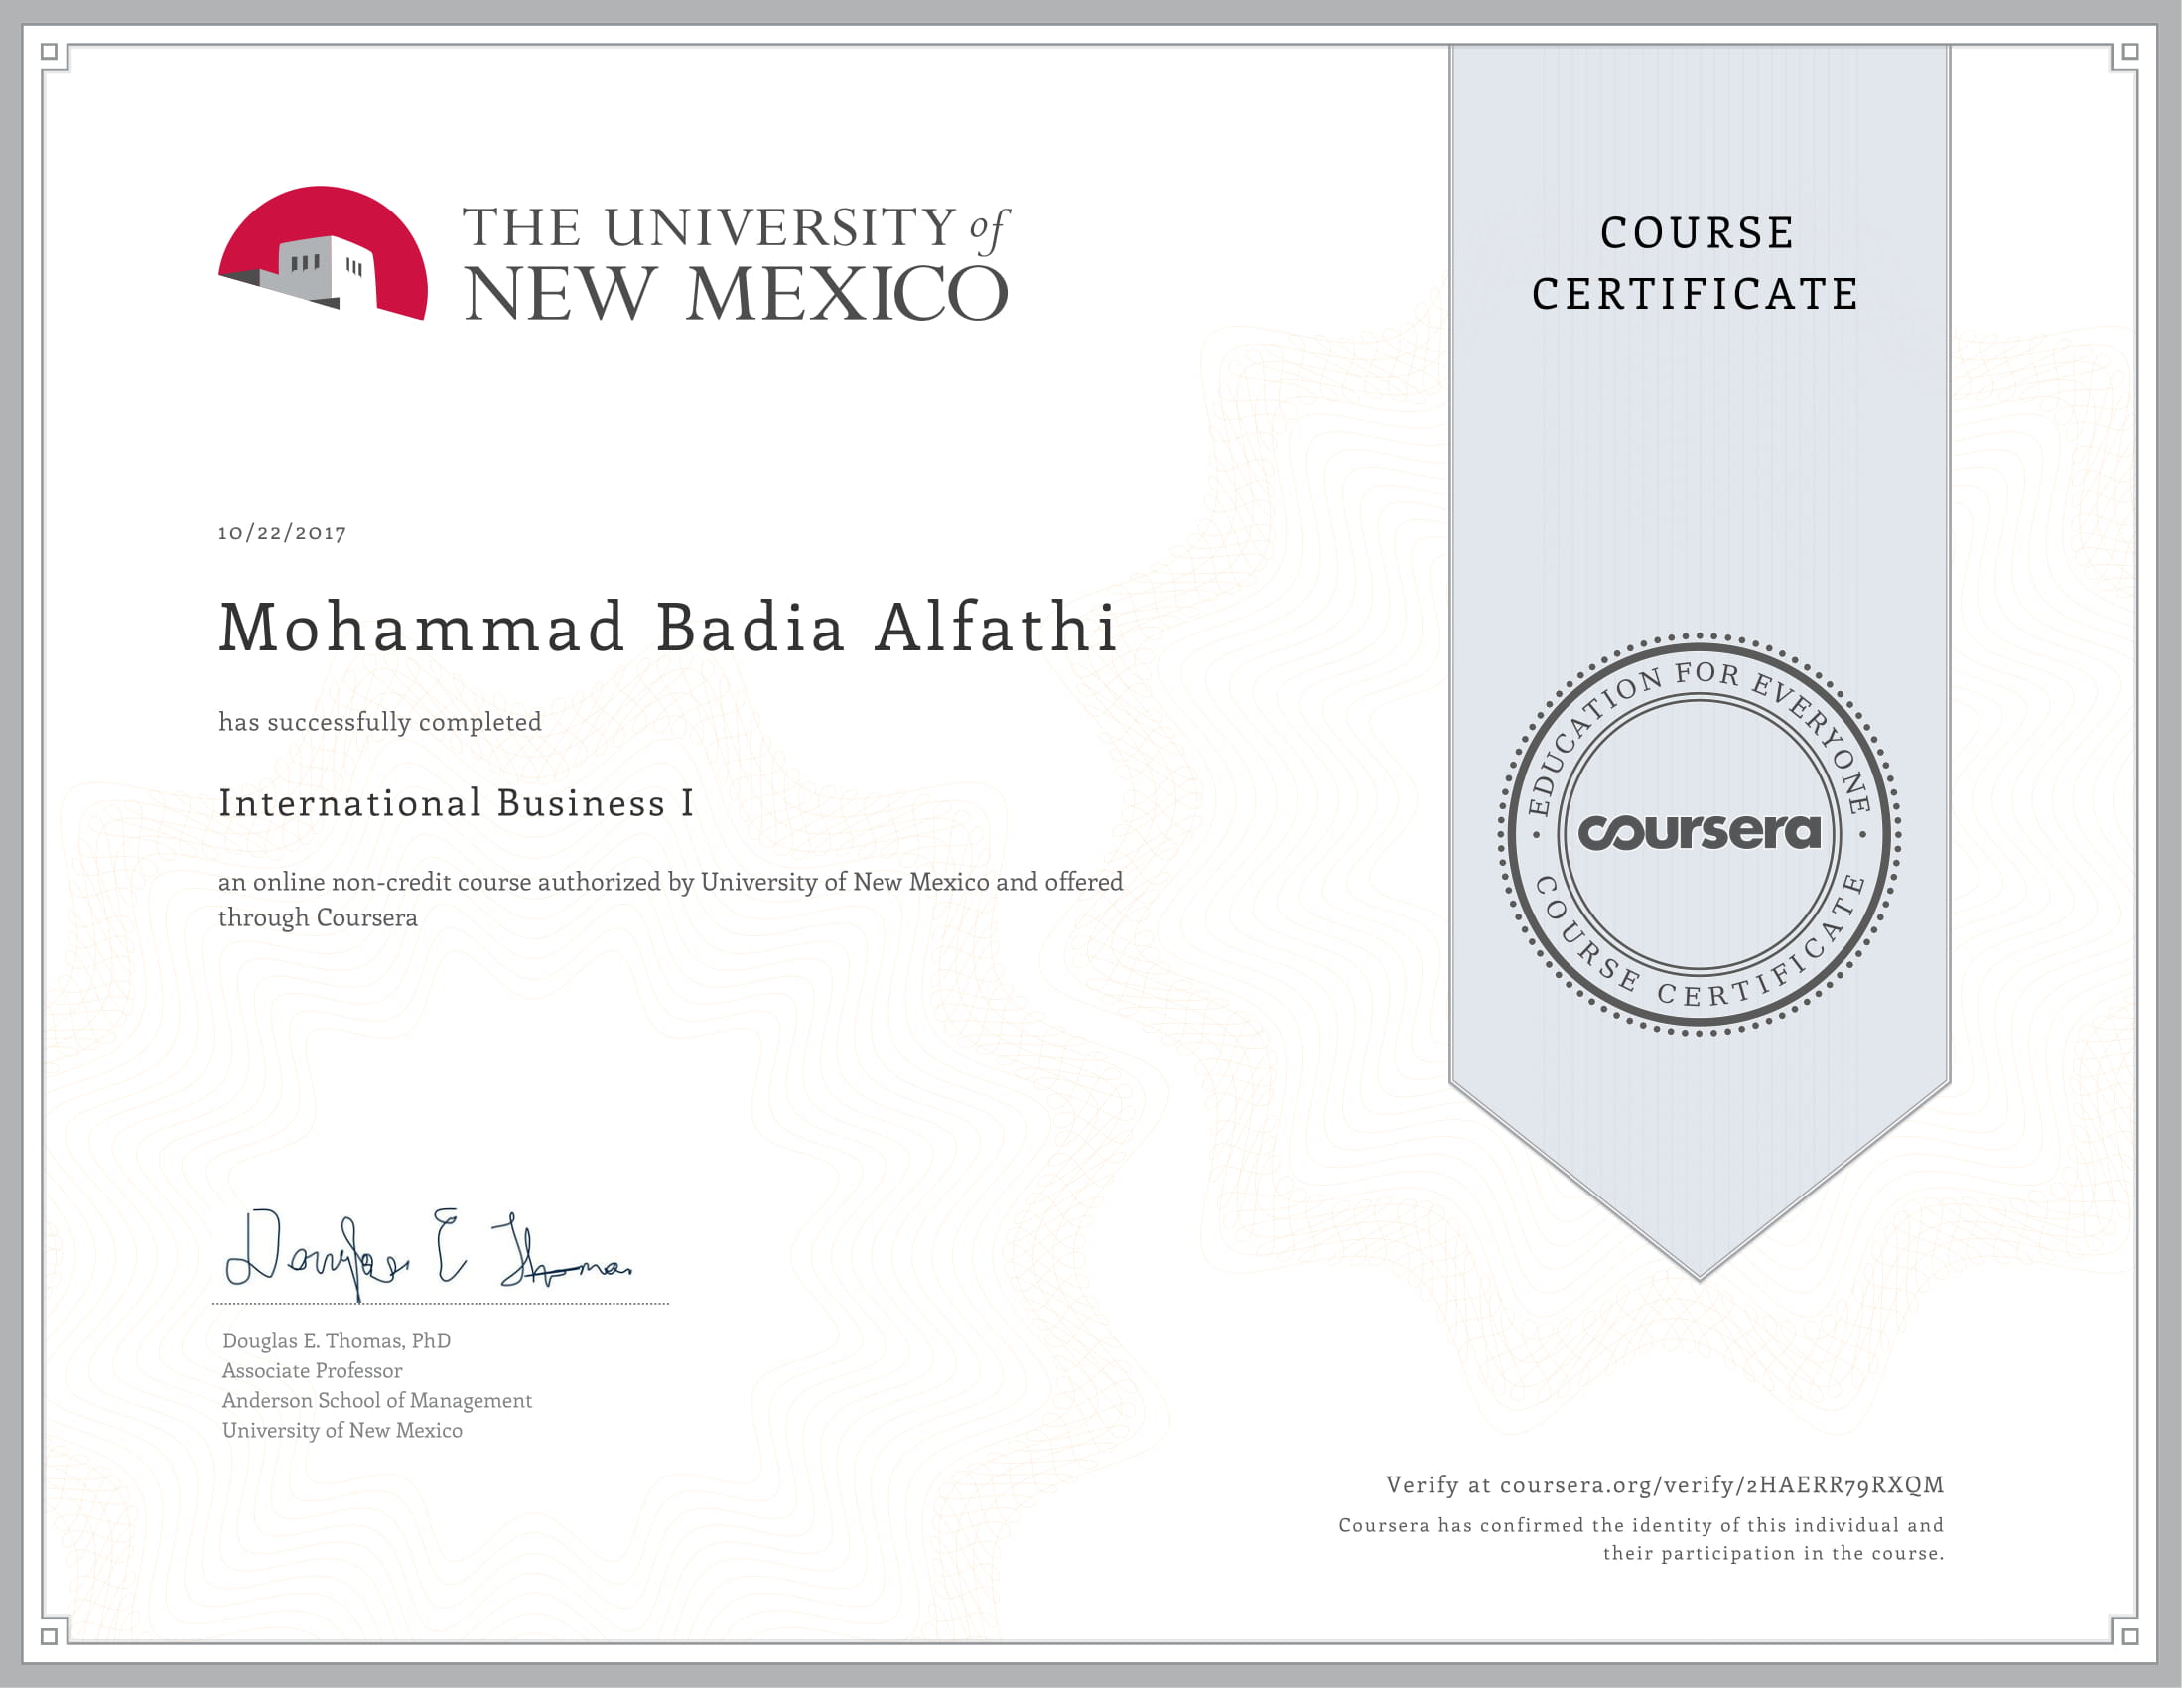 THE UNIVERSITY of
NEW MEXICO
COURSE
CERTIFICATE
10/22/2017
Mohammad Badia Alfathi
has successfully completed
International Business I
an online non-credit course authorized by University of New Mexico and offered
through Coursera
EDUCATION FOR EVERYONE
coursera
COURSE CERTIFICATE
Douglas E Thomas
Douglas E. Thomas, PhD
Associate Professor
Anderson School of Management
University of New Mexico
Verify at coursera.org/verify/2HAERR79RXQM
Coursera has confirmed the identity of this individual and
their participation in the course.